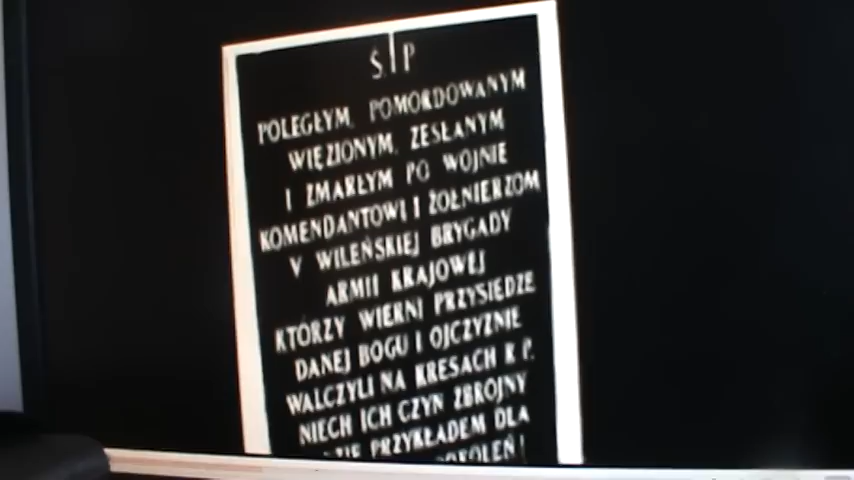 Ś P
POLEGŁYM, POMORDOWANYM
WIĘZIONYM, ZESŁANYM
I ZMARŁYM PO WOJNIE
KOMENDANTOWI I ŻOŁNIERZOM
V WILEŃSKIEJ BRYGADY
ARMII KRAJOWEJ
KTÓRZY WIERNI PRZYSIĘDZE
DANEJ BOGU I OJCZYŹNIE
WALCZYLI NA KRESACH R.P.
NIECH ICH CZYN ZBROJNY
PRZYKŁADEM DLA